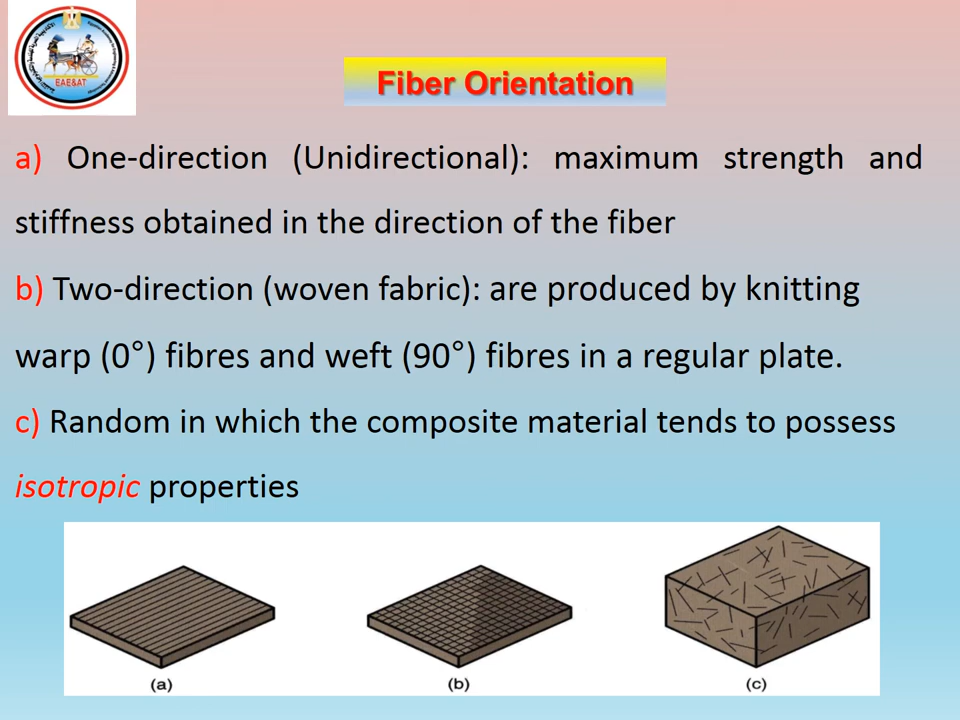 EAE&AT
Fiber Orientation
a) One-direction (Unidirectional): maximum strength and
stiffness obtained in the direction of the fiber
b) Two-direction (woven fabric): are produced by knitting
warp (0°) fibres and weft (90°) fibres in a regular plate.
c) Random in which the composite material tends to possess
isotropic properties
(a) (b) (c)